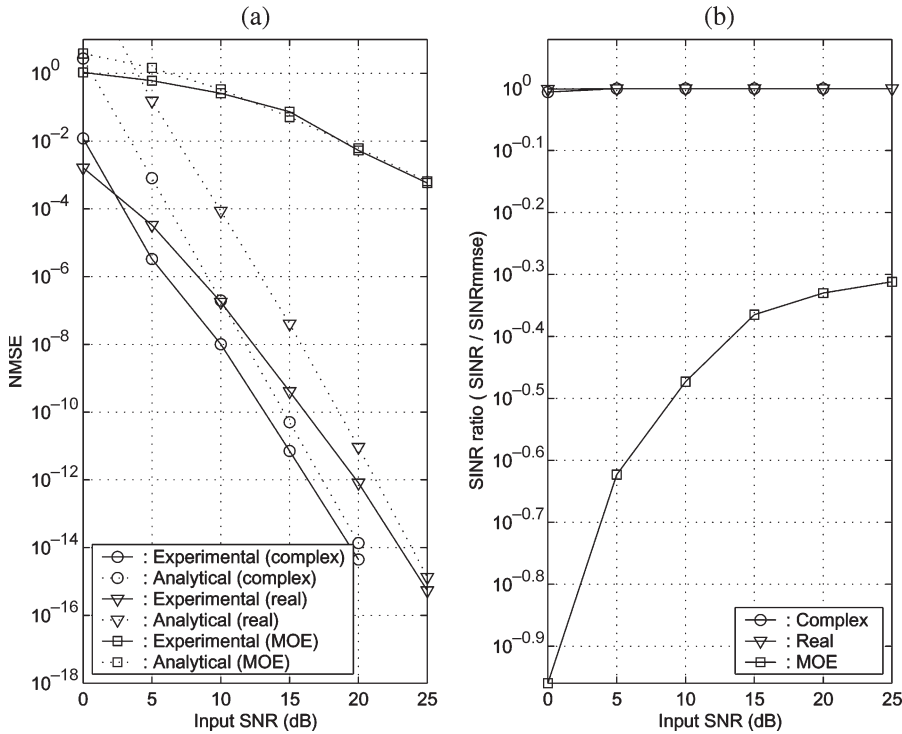 (a)
10^0
10^−2
10^−4
10^−6
10^−8
10^−10
10^−12
10^−14
10^−16
10^−18
NMSE
: Experimental (complex)
: Analytical (complex)
: Experimental (real)
: Analytical (real)
: Experimental (MOE)
: Analytical (MOE)
0 5 10 15 20 25
Input SNR (dB)
(b)
10^0
10^−0.1
10^−0.2
10^−0.3
10^−0.4
10^−0.5
10^−0.6
10^−0.7
10^−0.8
10^−0.9
SINR ratio ( SINR / SINRmmse)
: Complex
: Real
: MOE
0 5 10 15 20 25
Input SNR (dB)